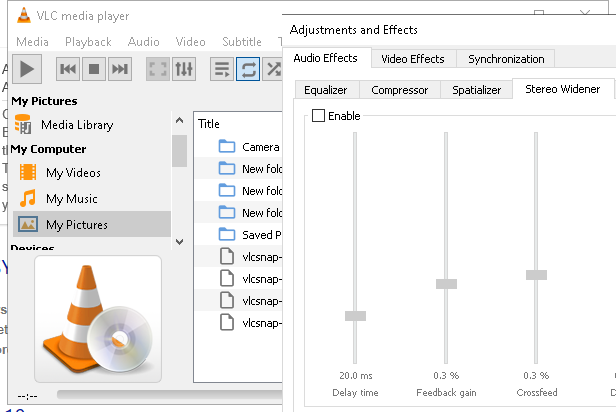 VLC media player
Media Playback Audio Video Subtitle
My Pictures
Media Library
My Computer
My Videos
My Music
My Pictures
Devices
--:--
Title
Camera
New fold
New fold
New fold
Saved P
vlcsnap-
vlcsnap-
vlcsnap-
vlcsnap-
Adjustments and Effects
Audio Effects Video Effects Synchronization
Equalizer Compressor Spatializer Stereo Widener
Enable
20.0 ms 0.3 % 0.3 %
Delay time Feedback gain Crossfeed